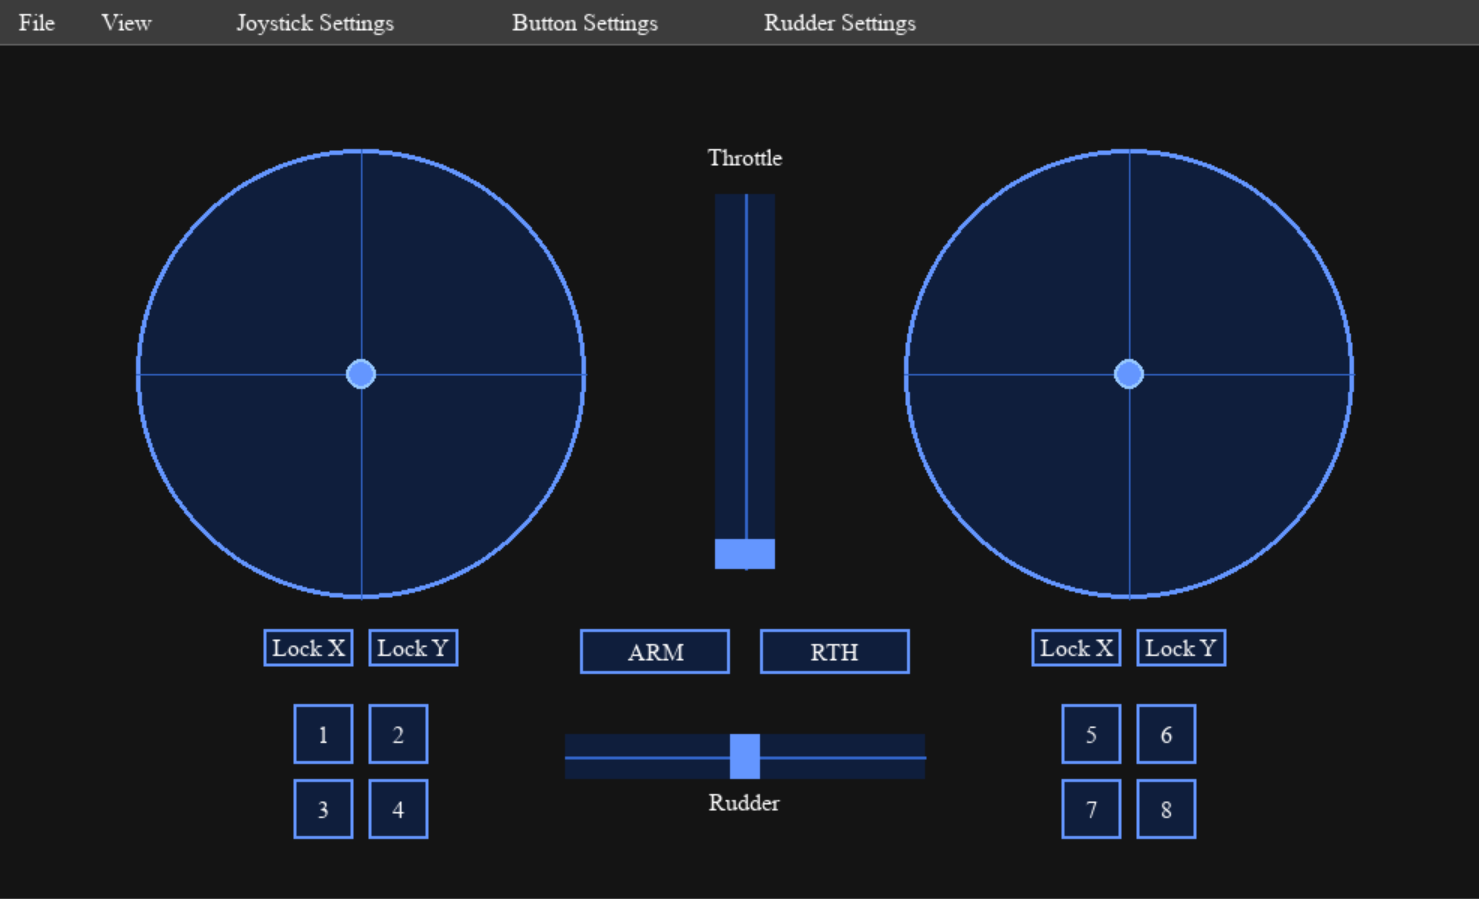 File View Joystick Settings Button Settings Rudder Settings
Throttle
Lock X Lock Y ARM RTH Lock X Lock Y
1 2 5 6
Rudder
3 4 7 8